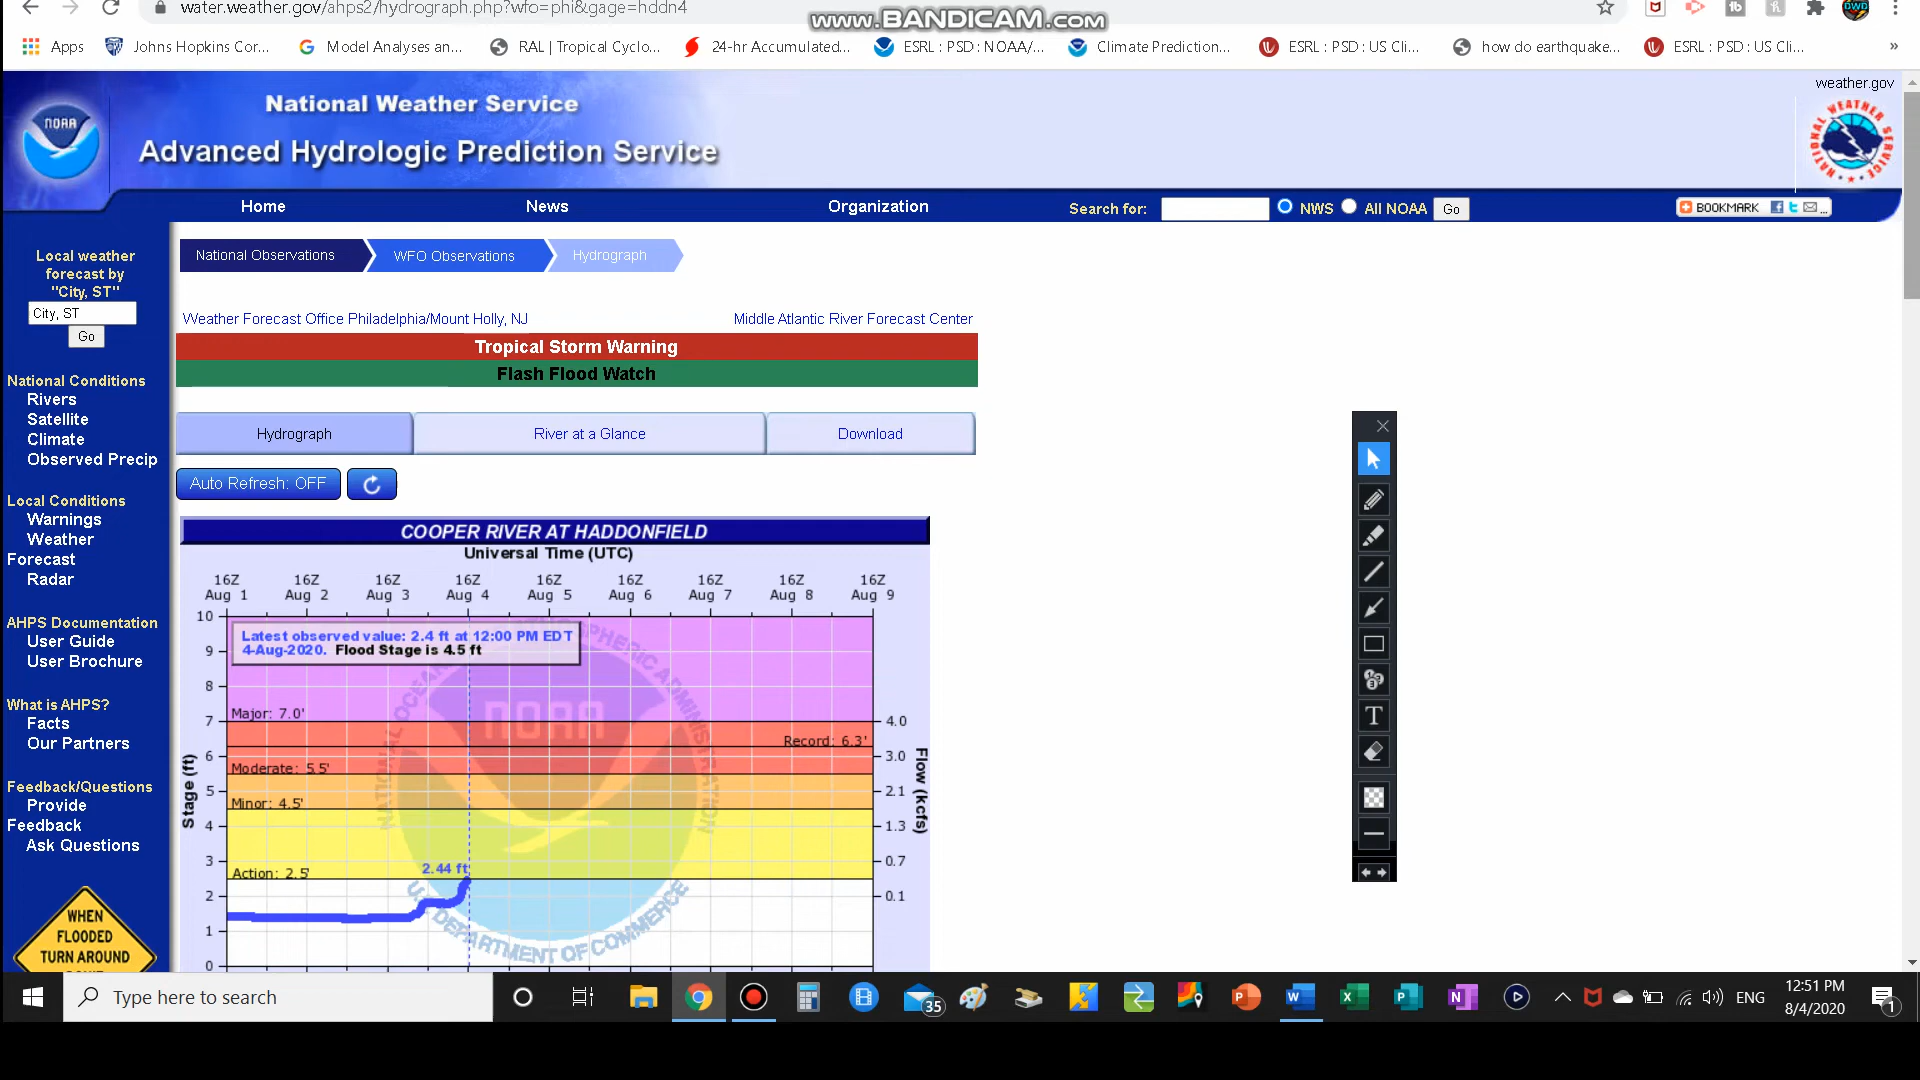 water.weather.gov/ahps2/hydrograph.php?wfo=phi&gage=hddn4
www.BANDICAM.com
Apps
Johns Hopkins Cor...
Model Analyses an...
RAL | Tropical Cyclo...
24-hr Accumulated...
ESRL : PSD : NOAA/...
Climate Prediction...
ESRL : PSD : US Cli...
how do earthquake...
ESRL : PSD : US Cli...
»
weather.gov
NOAA
National Weather Service
Advanced Hydrologic Prediction Service
NATIONAL WEATHER SERVICE
Home
News
Organization
Search for:
NWS
All NOAA
Go
BOOKMARK
Local weather
forecast by
"City, ST"
City, ST
Go
National Conditions
Rivers
Satellite
Climate
Observed Precip
Local Conditions
Warnings
Weather
Forecast
Radar
AHPS Documentation
User Guide
User Brochure
What is AHPS?
Facts
Our Partners
Feedback/Questions
Provide
Feedback
Ask Questions
WHEN
FLOODED
TURN AROUND
National Observations
WFO Observations
Hydrograph
Weather Forecast Office Philadelphia/Mount Holly, NJ
Middle Atlantic River Forecast Center
Tropical Storm Warning
Flash Flood Watch
Hydrograph
River at a Glance
Download
Auto Refresh: OFF
COOPER RIVER AT HADDONFIELD
Universal Time (UTC)
16Z 16Z 16Z 16Z 16Z 16Z 16Z 16Z 16Z
Aug 1 Aug 2 Aug 3 Aug 4 Aug 5 Aug 6 Aug 7 Aug 8 Aug 9
Latest observed value: 2.4 ft at 12:00 PM EDT
4-Aug-2020. Flood Stage is 4.5 ft
10
9
8
7
6
5
4
3
2
1
0
Stage (ft)
Major: 7.0'
Record: 6.3'
Moderate: 5.5'
Minor: 4.5'
Action: 2.5'
2.44 ft
4.0
3.0
2.1
1.3
0.7
0.1
Flow (kcfs)
NOAA
U.S. DEPARTMENT OF COMMERCE
T
Type here to search
35
ENG
12:51 PM
8/4/2020
1